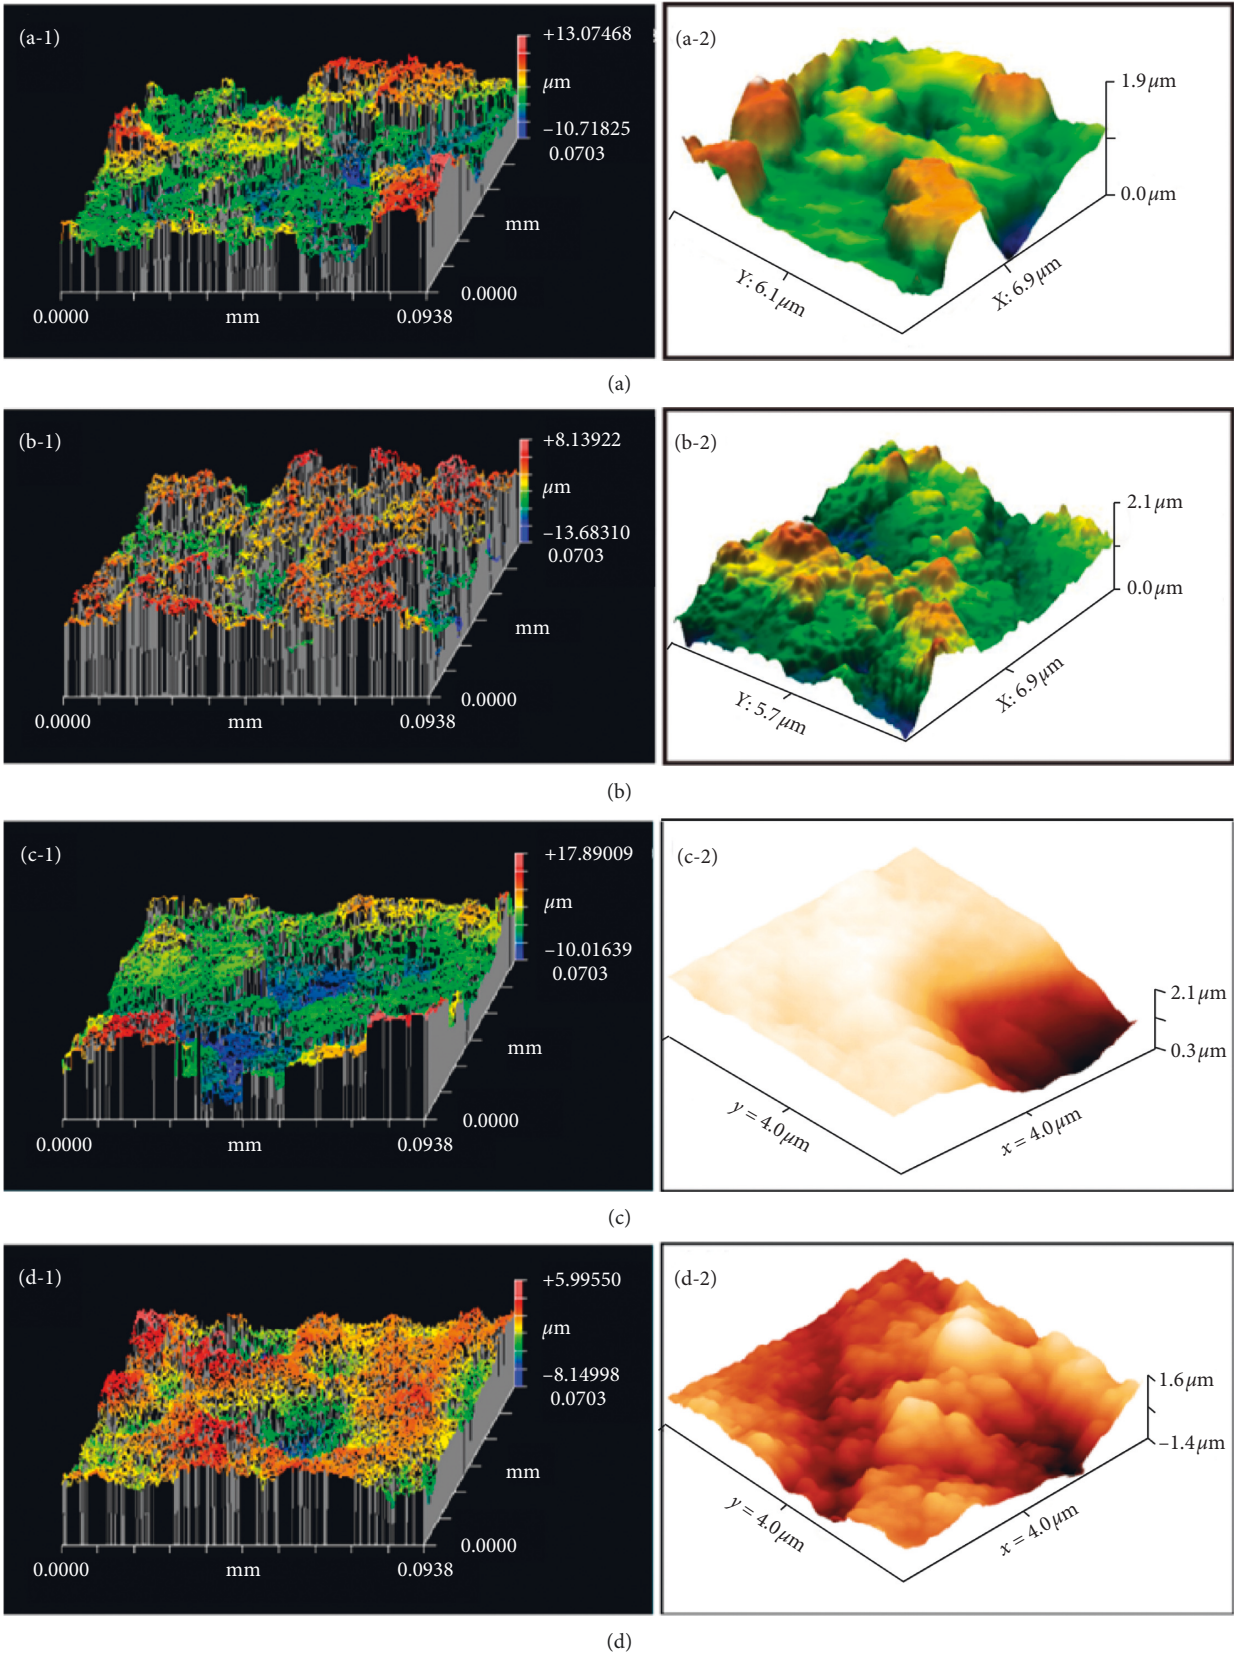 (a-1)
+13.07468
μm
−10.71825
0.0703
mm
0.0000
0.0000
mm
0.0938
(a-2)
1.9 μm
0.0 μm
Y: 6.1 μm
X: 6.9 μm
(a)
(b-1)
+8.13922
μm
−13.68310
0.0703
mm
0.0000
0.0000
mm
0.0938
(b-2)
2.1 μm
0.0 μm
Y: 5.7 μm
X: 6.9 μm
(b)
(c-1)
+17.89009
μm
−10.01639
0.0703
mm
0.0000
0.0000
mm
0.0938
(c-2)
2.1 μm
0.3 μm
y = 4.0 μm
x = 4.0 μm
(c)
(d-1)
+5.99550
μm
−8.14998
0.0703
mm
0.0000
0.0000
mm
0.0938
(d-2)
1.6 μm
−1.4 μm
y = 4.0 μm
x = 4.0 μm
(d)